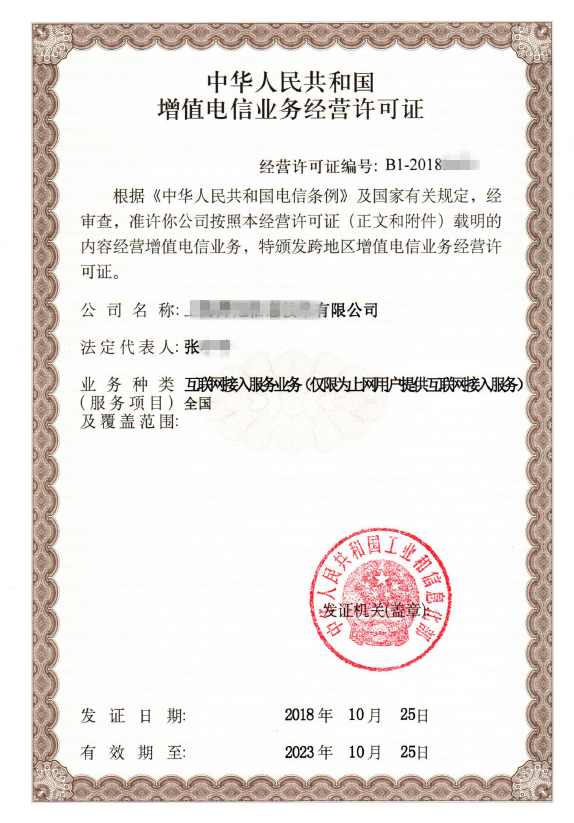 中华人民共和国
增值电信业务经营许可证
经营许可证编号: B1-2018
根据《中华人民共和国电信条例》及国家有关规定，经
审查，准许你公司按照本经营许可证（正文和附件）载明的
内容经营增值电信业务，特颁发跨地区增值电信业务经营许
可证。
公司名称: 有限公司
法定代表人: 张
业务种类 互联网接入服务业务（仅限为上网用户提供互联网接入服务）
(服务项目) 全国
及覆盖范围:
中华人民共和国工业和信息化部
发证机关(盖章):
发证日期: 2018 年 10 月 25日
有效期至: 2023 年 10 月 25日